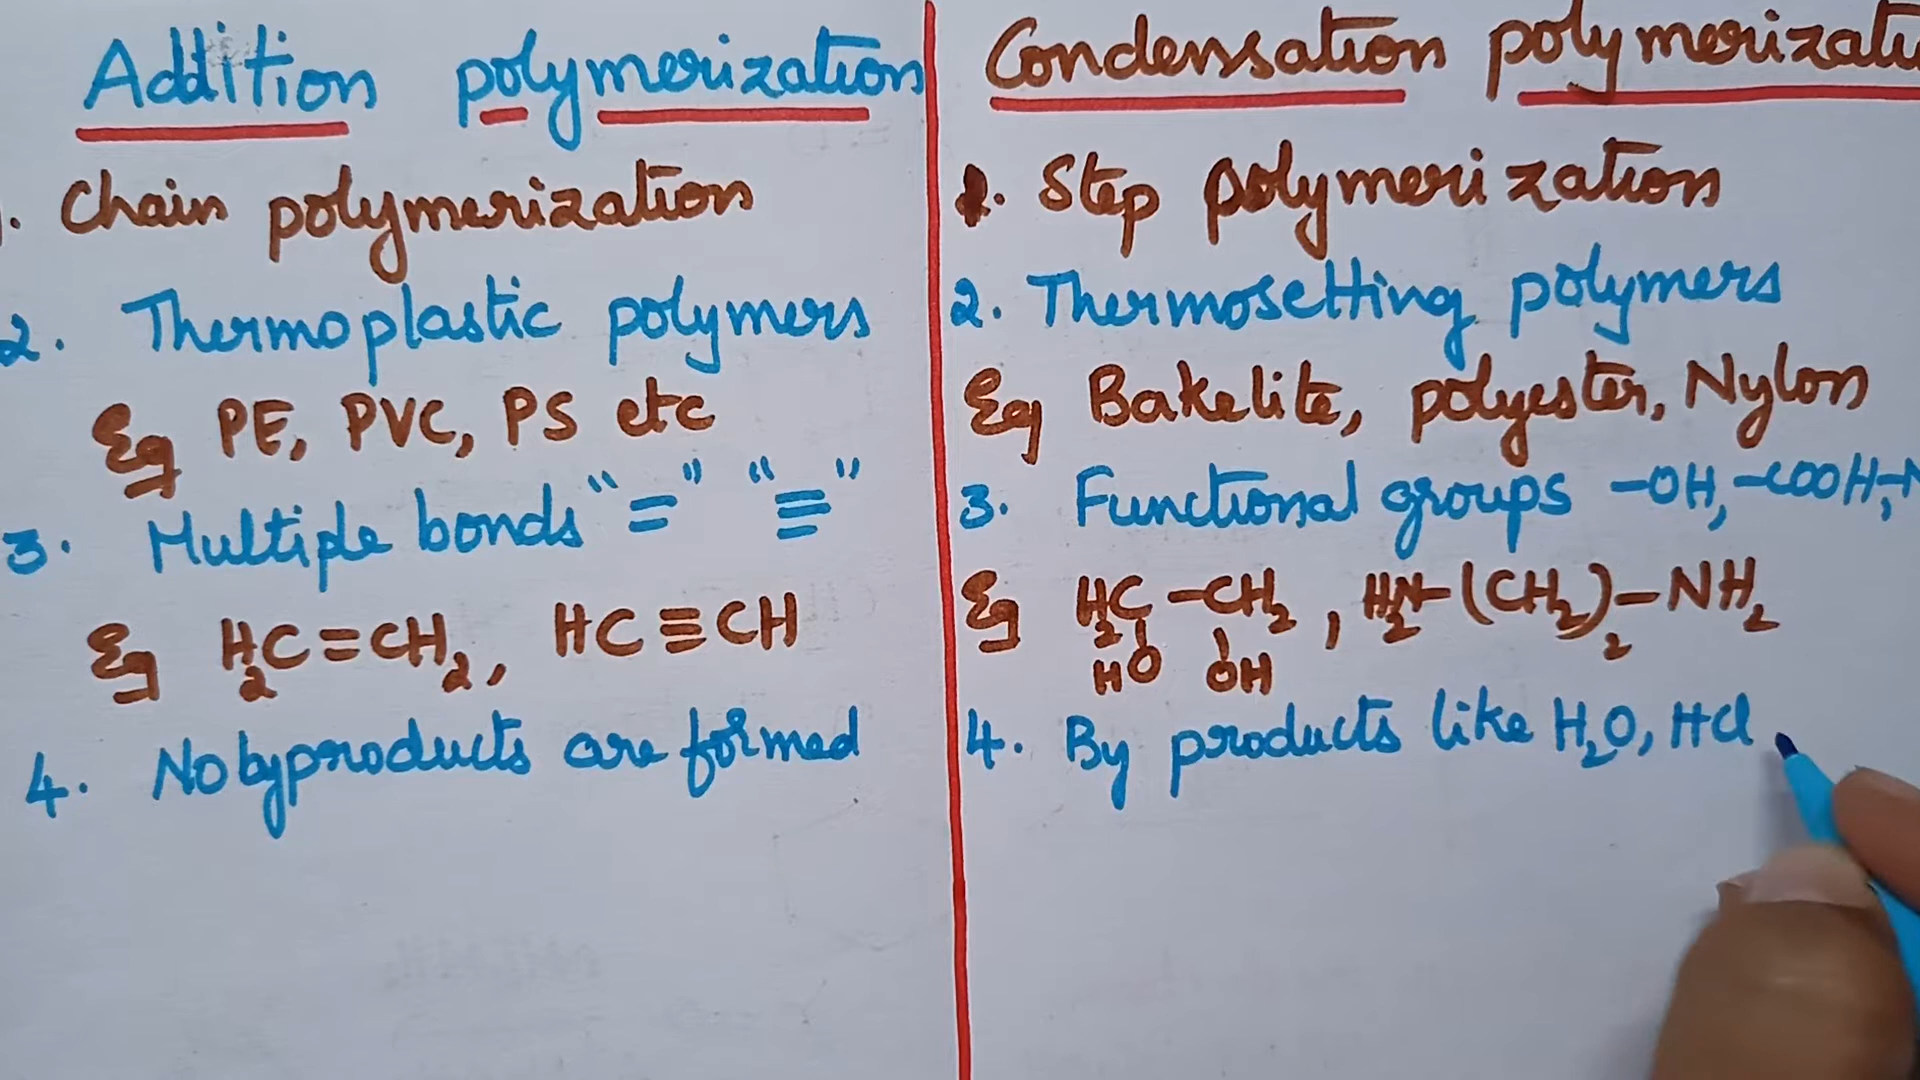 Addition polymerization
1. Chain polymerization
2. Thermoplastic polymers
Eg PE, PVC, PS etc
3. Multiple bonds "=" "≡"
Eg H₂C=CH₂, HC≡CH
4. No byproducts are formed
Condensation polymerizati
1. Step polymerization
2. Thermosetting polymers
Eg Bakelite, polyester, Nylon
3. Functional groups -OH, -COOH, -N
Eg H₂C-CH₂, H₂N-(CH₂)₂-NH₂
HO OH
4. By products like H₂O, HCl